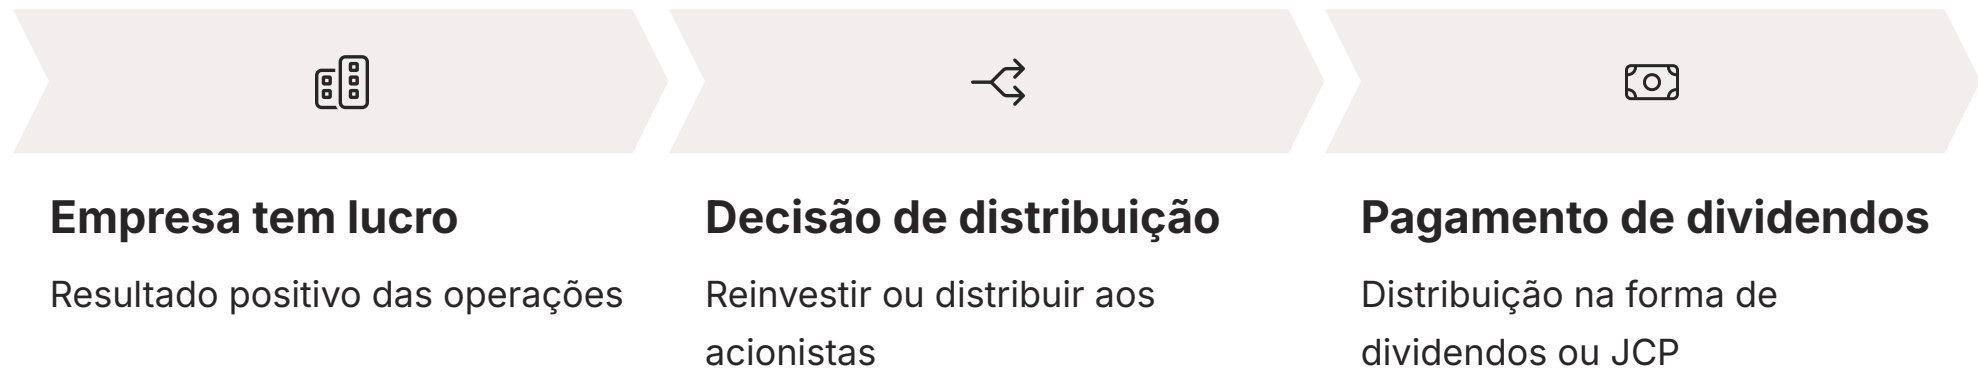 Empresa tem lucro
Resultado positivo das operações
Decisão de distribuição
Reinvestir ou distribuir aos
acionistas
Pagamento de dividendos
Distribuição na forma de
dividendos ou JCP